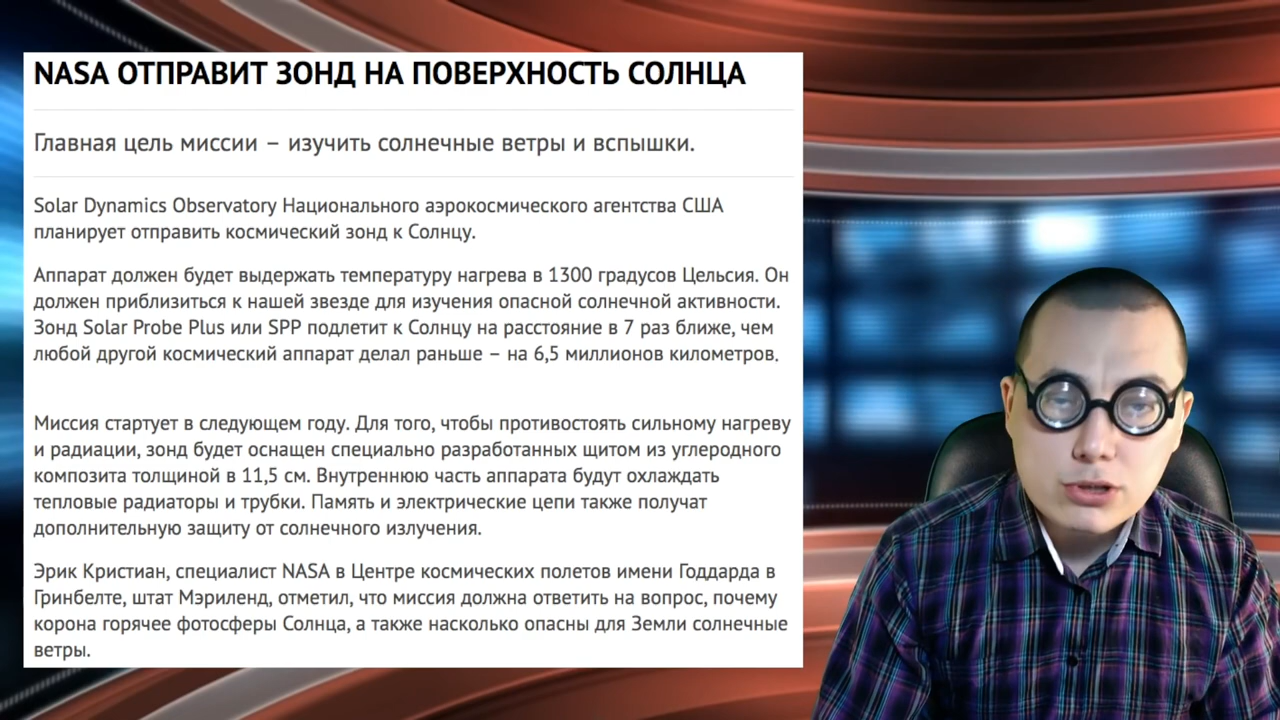 NASA ОТПРАВИТ ЗОНД НА ПОВЕРХНОСТЬ СОЛНЦА
Главная цель миссии – изучить солнечные ветры и вспышки.
Solar Dynamics Observatory Национального аэрокосмического агентства США
планирует отправить космический зонд к Солнцу.
Аппарат должен будет выдержать температуру нагрева в 1300 градусов Цельсия. Он
должен приблизиться к нашей звезде для изучения опасной солнечной активности.
Зонд Solar Probe Plus или SPP подлетит к Солнцу на расстояние в 7 раз ближе, чем
любой другой космический аппарат делал раньше – на 6,5 миллионов километров.
Миссия стартует в следующем году. Для того, чтобы противостоять сильному нагреву
и радиации, зонд будет оснащен специально разработанных щитом из углеродного
композита толщиной в 11,5 см. Внутреннюю часть аппарата будут охлаждать
тепловые радиаторы и трубки. Память и электрические цепи также получат
дополнительную защиту от солнечного излучения.
Эрик Кристиан, специалист NASA в Центре космических полетов имени Годдарда в
Гринбелте, штат Мэриленд, отметил, что миссия должна ответить на вопрос, почему
корона горячее фотосферы Солнца, а также насколько опасны для Земли солнечные
ветры.